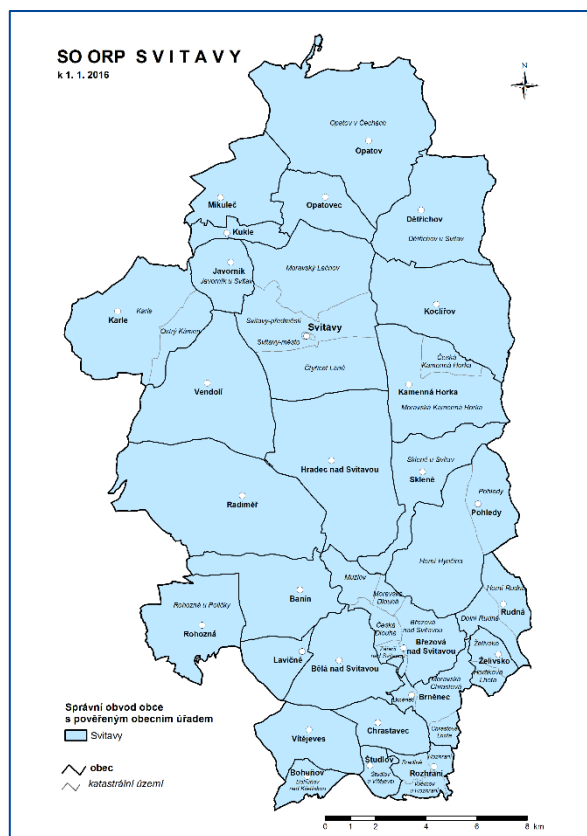 SO ORP SVITAVY
k 1. 1. 2016
N
Opatov v Čechách
Opatov
Mikuleč
Opatovec
Dětřichov
Dětřichov u Svitav
Kukle
Javorník
Javorník u Svitav
Moravský Lačnov
Karle
Karle
Ostrý Kámen
Koclířov
Svitavy-předměstí
Svitavy
Svitavy-město
Čtyřicet Lánů
Česká
Kamenná Horka
Kamenná Horka
Moravská Kamenná Horka
Vendolí
Hradec nad Svitavou
Sklené u Svitav
Sklené
Radiměř
Pohledy
Pohledy
Horní Hynčina
Muzlov
Moravská
Dlouhá
Horní Rudná
Banín
Rohozná u Poličky
Rohozná
Rudná
Dolní Rudná
Česká
Dlouhá
Březová
nad Svitavou
Březová
nad Svitavou
Želivsko
Želivsko
Lavičné
Bělá nad Svitavou
Moravská
Chrastová
Brněnec
Chrastavec
Vítějeves
Študlov
Rozhraní
Bohuňov
Správní obvod obce
s pověřeným obecním úřadem
Svitavy
obec
katastrální území
0 2 4 6 8 km